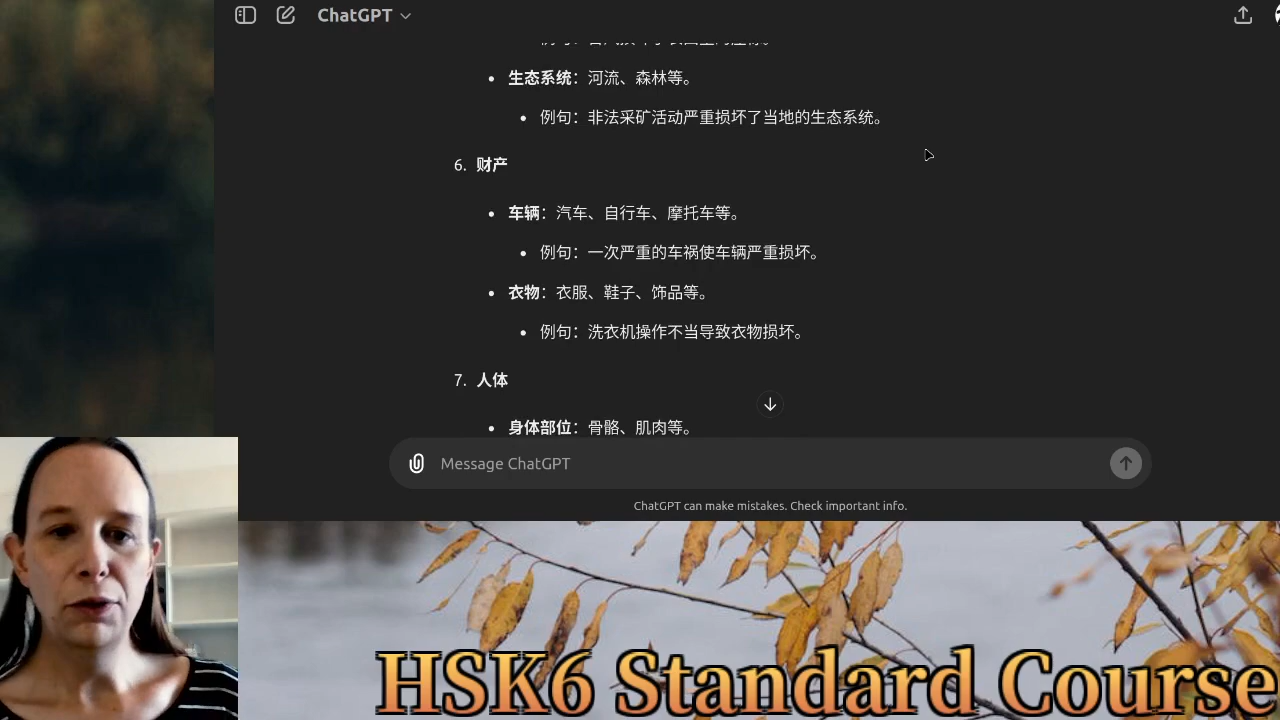 ChatGPT
生态系统：河流、森林等。
例句：非法采矿活动严重损坏了当地的生态系统。
6. 财产
车辆：汽车、自行车、摩托车等。
例句：一次严重的车祸使车辆严重损坏。
衣物：衣服、鞋子、饰品等。
例句：洗衣机操作不当导致衣物损坏。
7. 人体
身体部位：骨骼、肌肉等。
Message ChatGPT
ChatGPT can make mistakes. Check important info.
HSK6 Standard Course